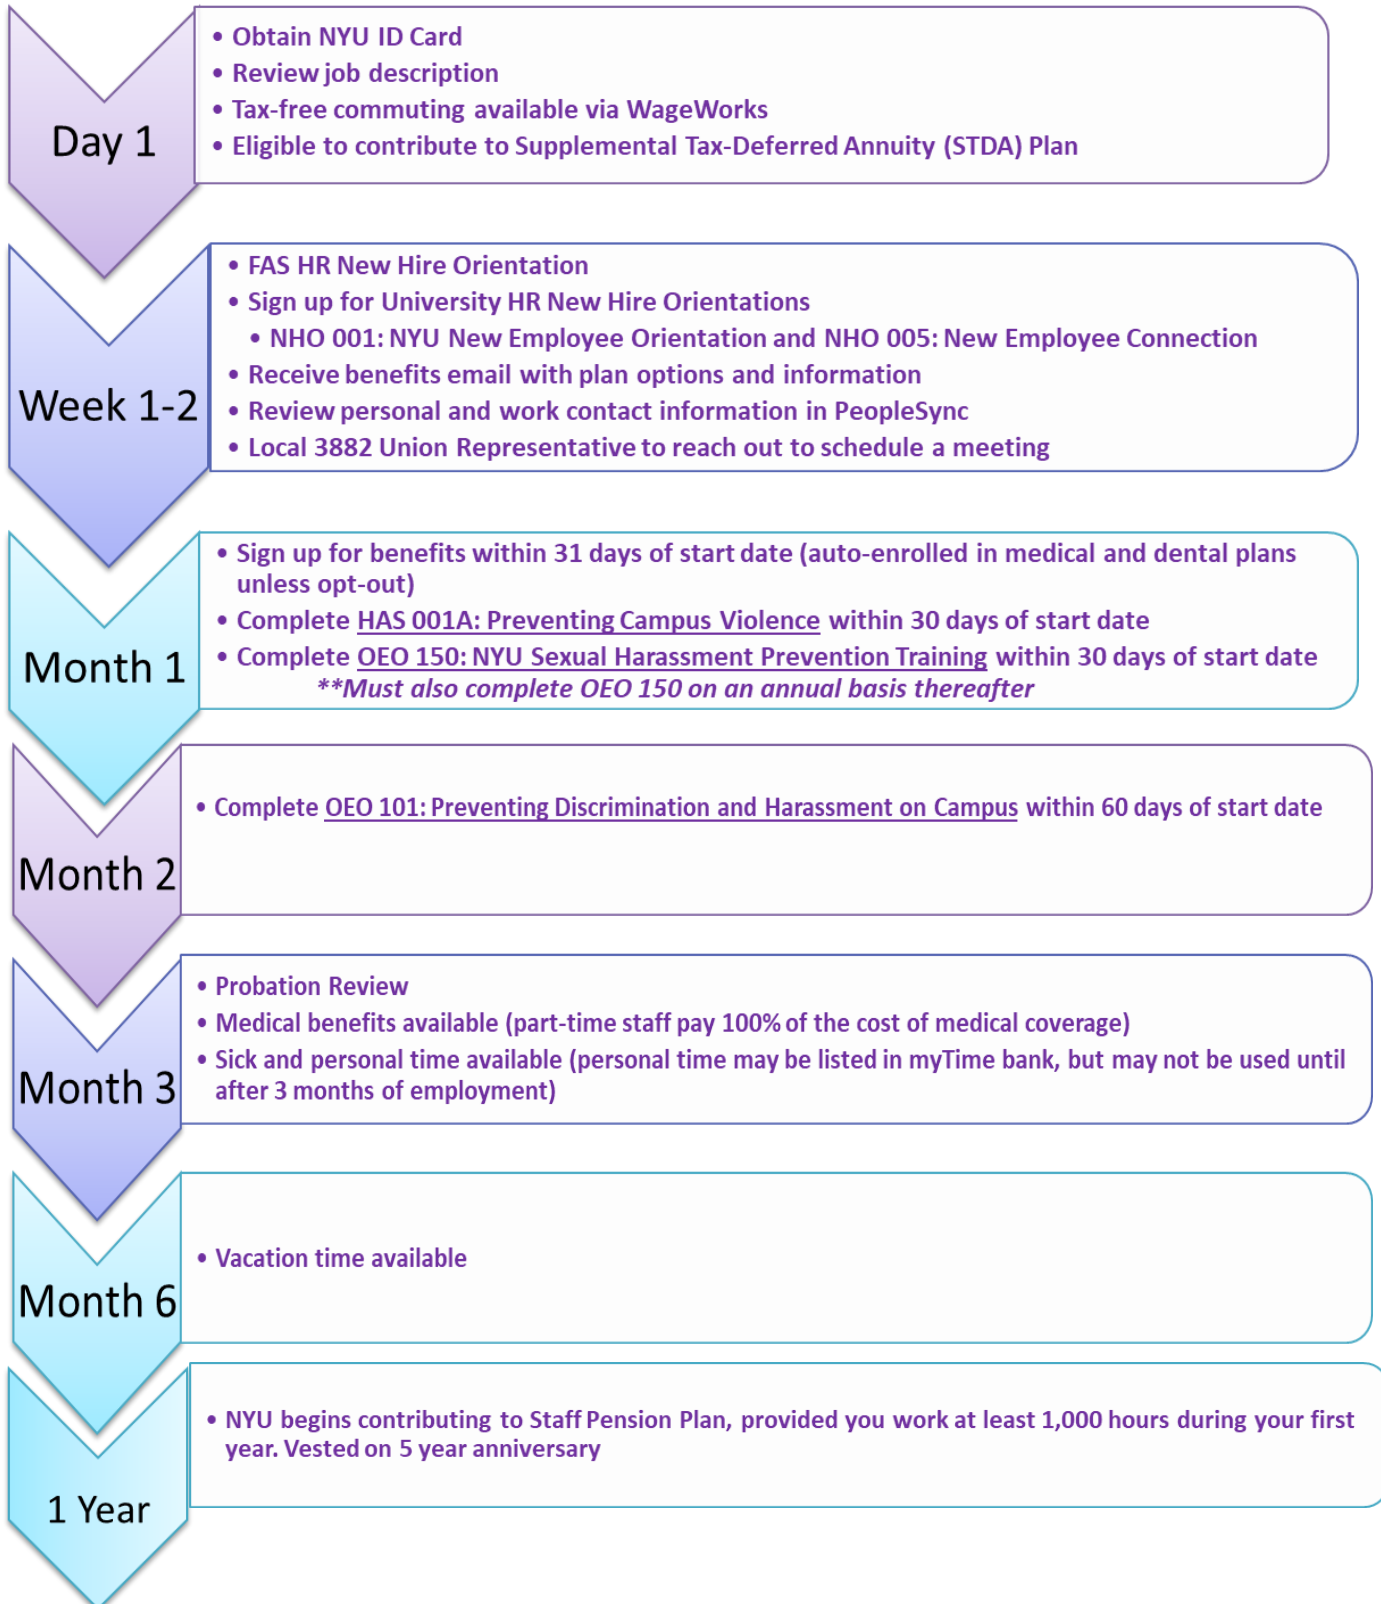 Day 1
• Obtain NYU ID Card
• Review job description
• Tax-free commuting available via WageWorks
• Eligible to contribute to Supplemental Tax-Deferred Annuity (STDA) Plan
Week 1-2
• FAS HR New Hire Orientation
• Sign up for University HR New Hire Orientations
• NHO 001: NYU New Employee Orientation and NHO 005: New Employee Connection
• Receive benefits email with plan options and information
• Review personal and work contact information in PeopleSync
• Local 3882 Union Representative to reach out to schedule a meeting
Month 1
• Sign up for benefits within 31 days of start date (auto-enrolled in medical and dental plans
unless opt-out)
• Complete HAS 001A: Preventing Campus Violence within 30 days of start date
• Complete OEO 150: NYU Sexual Harassment Prevention Training within 30 days of start date
**Must also complete OEO 150 on an annual basis thereafter
Month 2
• Complete OEO 101: Preventing Discrimination and Harassment on Campus within 60 days of start date
Month 3
• Probation Review
• Medical benefits available (part-time staff pay 100% of the cost of medical coverage)
• Sick and personal time available (personal time may be listed in myTime bank, but may not be used until
after 3 months of employment)
Month 6
• Vacation time available
1 Year
• NYU begins contributing to Staff Pension Plan, provided you work at least 1,000 hours during your first
year. Vested on 5 year anniversary